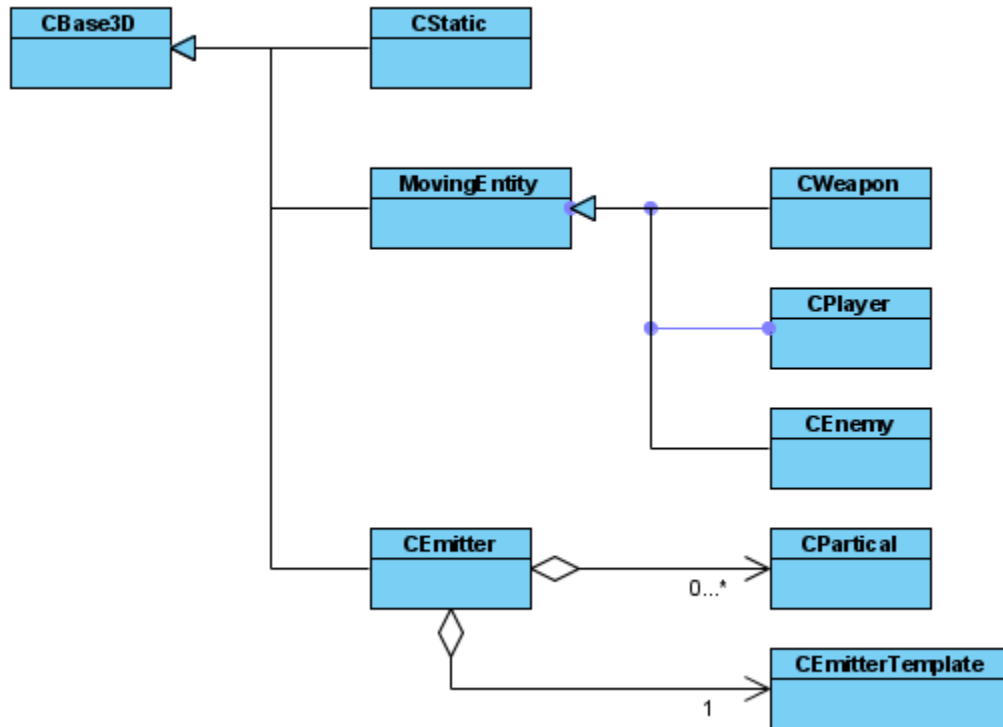 CBase3D
CStatic
MovingEntity
CWeapon
CPlayer
CEnemy
CEmitter
CPartical
0...*
CEmitterTemplate
1